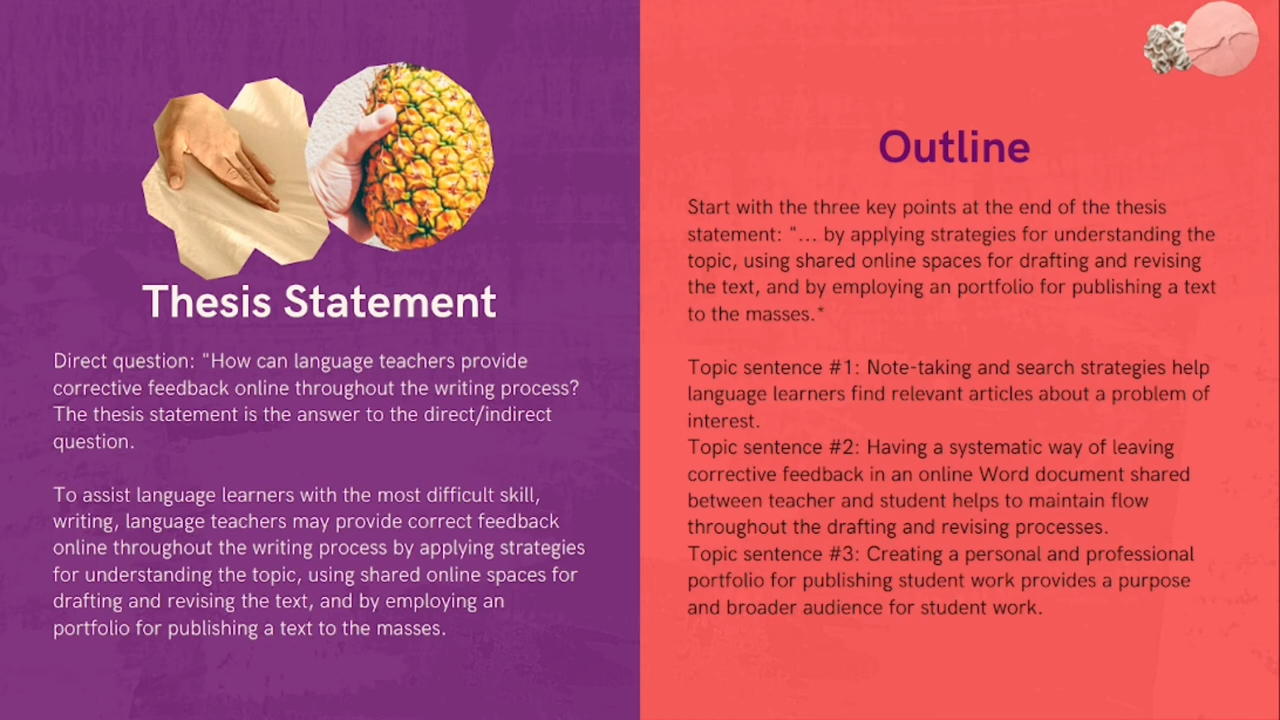 Thesis Statement
Direct question: "How can language teachers provide
corrective feedback online throughout the writing process?
The thesis statement is the answer to the direct/indirect
question.
To assist language learners with the most difficult skill,
writing, language teachers may provide correct feedback
online throughout the writing process by applying strategies
for understanding the topic, using shared online spaces for
drafting and revising the text, and by employing an
portfolio for publishing a text to the masses.
Outline
Start with the three key points at the end of the thesis
statement: "... by applying strategies for understanding the
topic, using shared online spaces for drafting and revising
the text, and by employing an portfolio for publishing a text
to the masses.*
Topic sentence #1: Note-taking and search strategies help
language learners find relevant articles about a problem of
interest.
Topic sentence #2: Having a systematic way of leaving
corrective feedback in an online Word document shared
between teacher and student helps to maintain flow
throughout the drafting and revising processes.
Topic sentence #3: Creating a personal and professional
portfolio for publishing student work provides a purpose
and broader audience for student work.